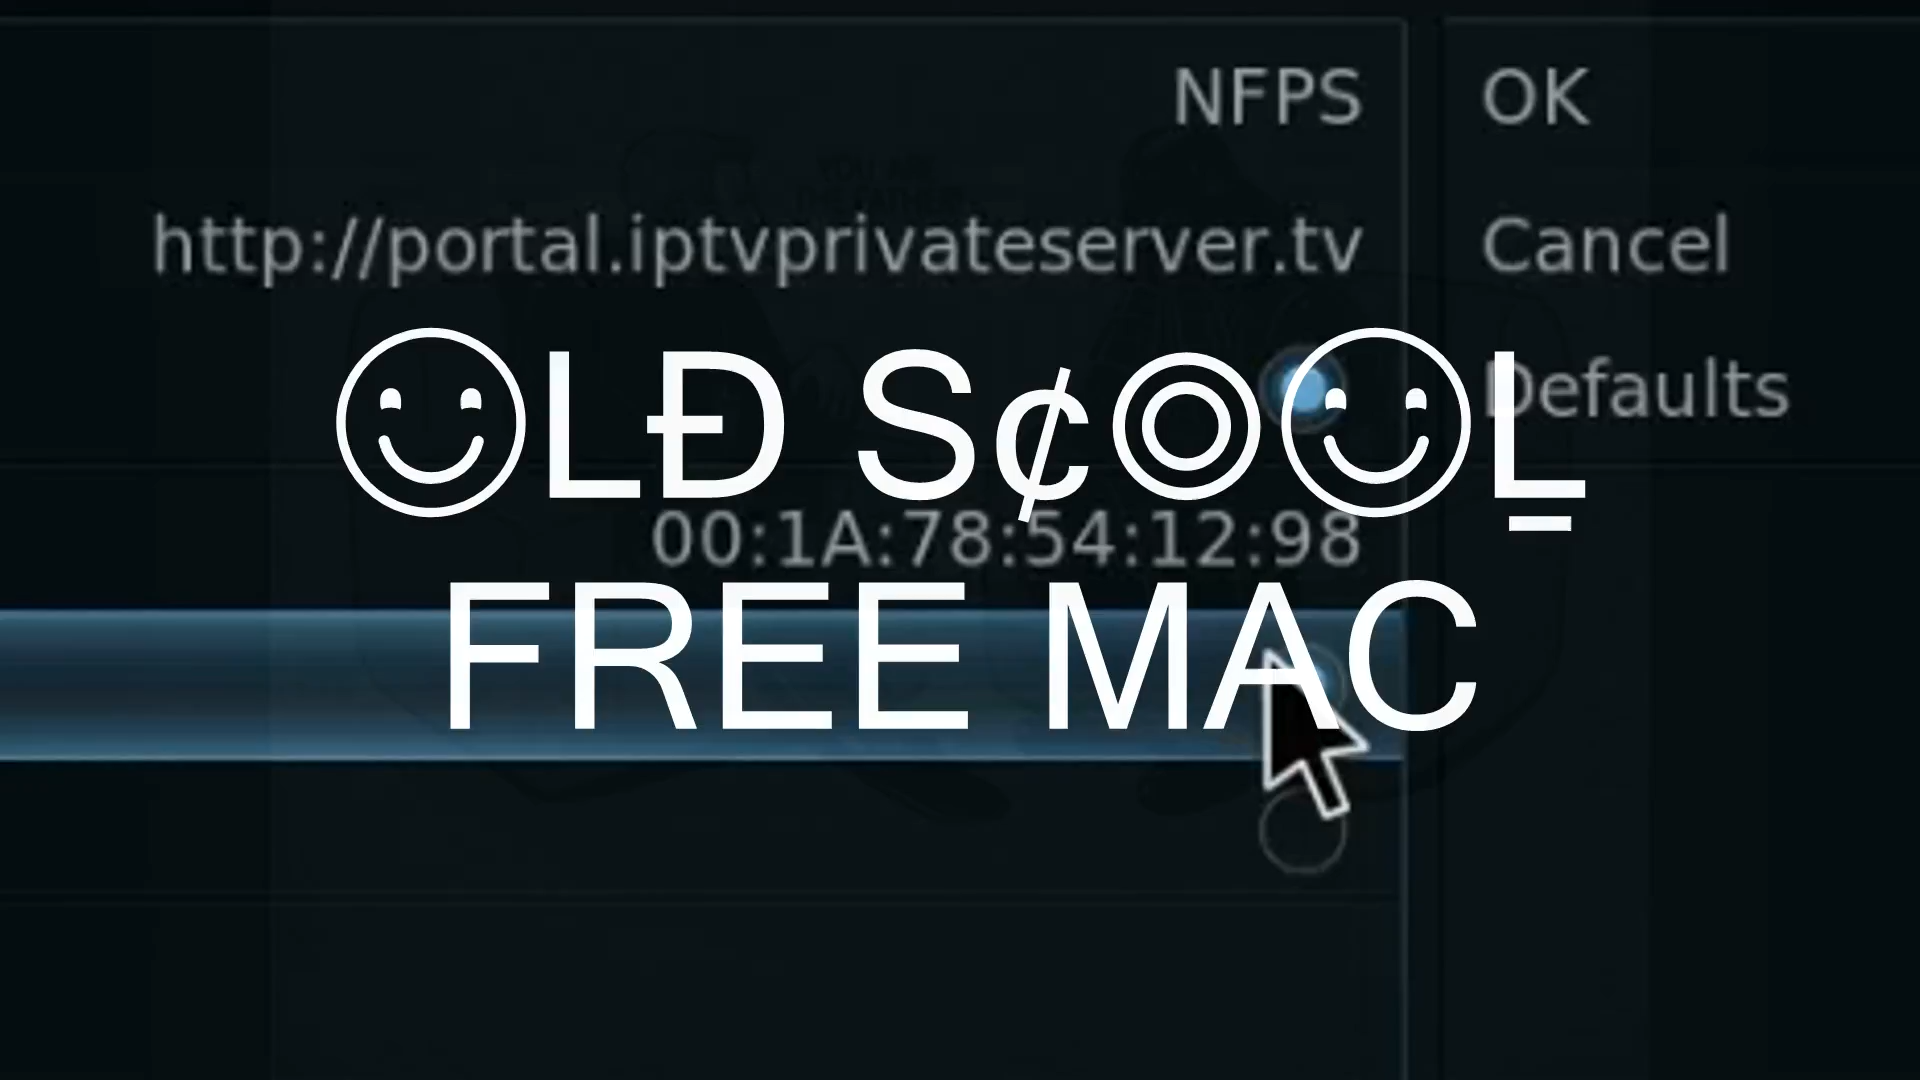 NFPS
OK
http://portal.iptvprivateserver.tv
Cancel
☺LĐ S¢◎☺Ḻ
Defaults
00:1A:78:54:12:98
FREE MAC